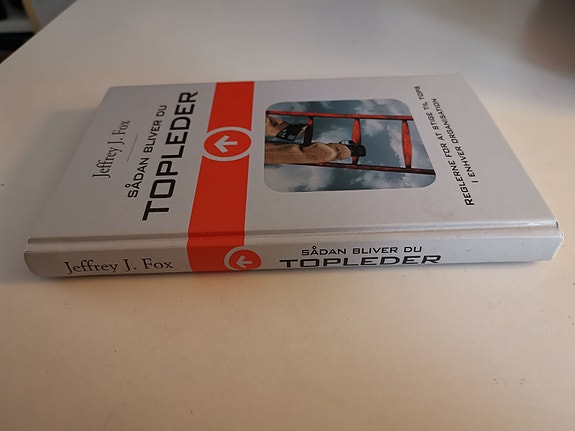 Jeffrey J. Fox
SÅDAN BLIVER DU
TOPLEDER
REGLERNE FOR AT STIGE TIL TOPS
I ENHVER ORGANISATION
Jeffrey J. Fox
SÅDAN BLIVER DU
TOPLEDER